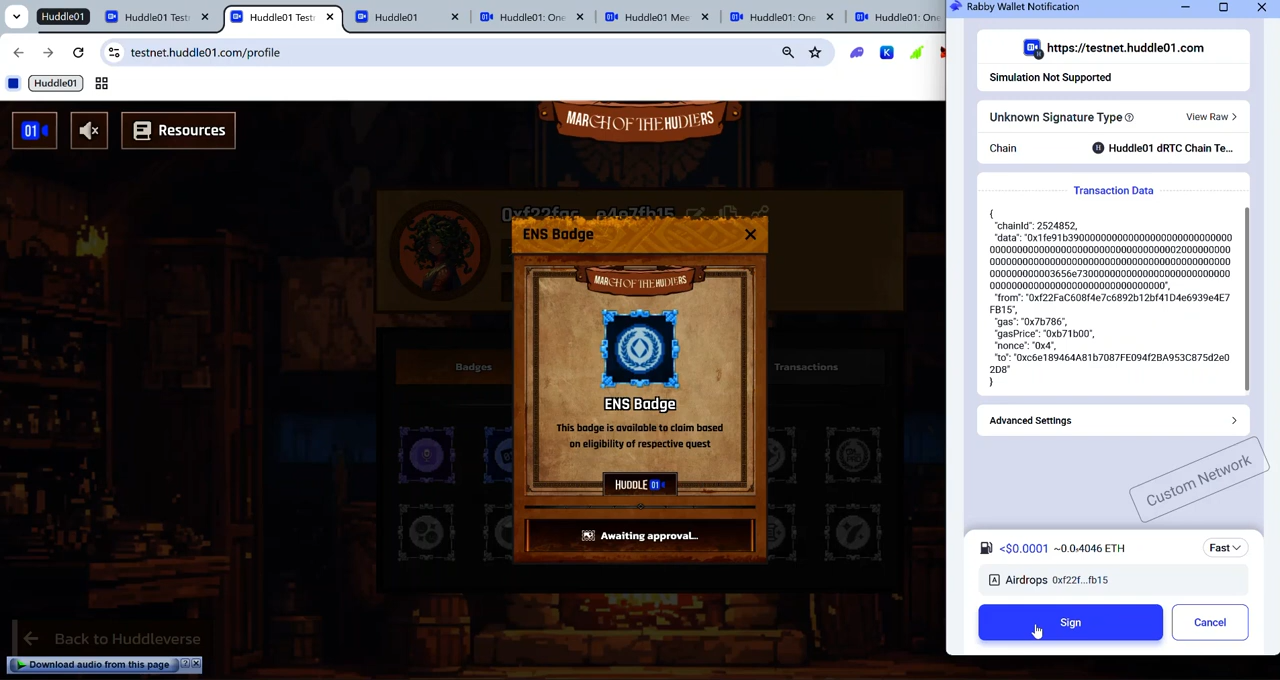 Huddle01
Huddle01 Test
Huddle01 Test
Huddle01
Huddle01: One
Huddle01 Mee
Huddle01: One
Huddle01: One
testnet.huddle01.com/profile
K
Huddle01
01
Resources
MARCH OF THE HUDLERS
ENS Badge
MARCH OF THE HUDLERS
ENS Badge
This badge is available to claim based
on eligibility of respective quest
HUDDLE 01
Awaiting approval...
Badges
Transactions
Back to Huddleverse
Download audio from this page
?
Rabby Wallet Notification
https://testnet.huddle01.com
Simulation Not Supported
Unknown Signature Type
View Raw
Chain
H
Huddle01 dRTC Chain Te...
Transaction Data
{
"chainId": 2524852,
"from": "0xf22FaC608f4e7c6892b12bf41D4e6939e4E7
FB15",
"gas": "0x7b786",
"gasPrice": "0xb71b00",
"nonce": "0x4",
"to": "0xc6e189464A81b7087FE094f2BA953C875d2e0
2D8"
}
Advanced Settings
Custom Network
<$0.0001 ~0.0₅4046 ETH
Fast
A
Airdrops 0xf22f...fb15
Sign
Cancel